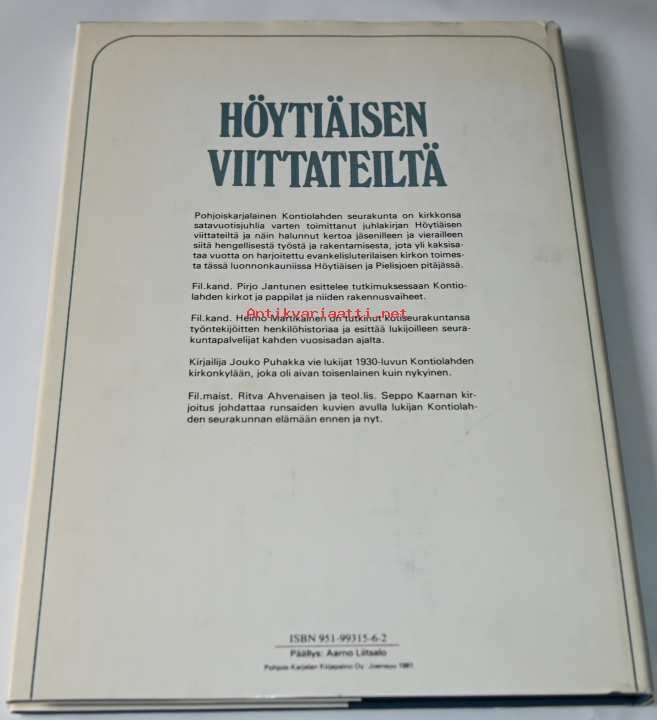 HÖYTIÄISEN
VIITTATEILTÄ
Pohjoiskarjalainen Kontiolahden seurakunta on kirkkonsa
satavuotisjuhlia varten toimittanut juhlakirjan Höytiäisen
viittateiltä ja näin halunnut kertoa jäsenilleen ja vierailleen
siitä hengellisestä työstä ja rakentamisesta, jota yli kaksisa-
taa vuotta on harjoitettu evankelisluterilaisen kirkon toimes-
ta tässä luonnonkauniissa Höytiäisen ja Pielisjoen pitäjässä.
Fil.kand. Pirjo Jantunen esittelee tutkimuksessaan Kontio-
lahden kirkot ja pappilat ja niiden rakennusvaiheet.
Antikvariaatti.net
Fil.kand. Heimo Martikainen on tutkinut kotiseurakuntansa
työntekijöitten henkilöhistoriaa ja esittää lukijoilleen seura-
kuntapalvelijat kahden vuosisadan ajalta.
Kirjailija Jouko Puhakka vie lukijat 1930-luvun Kontiolahden
kirkonkylään, joka oli aivan toisenlainen kuin nykyinen.
Fil.maist. Ritva Ahvenaisen ja teol.lis. Seppo Kaarnan kir-
joitus johdattaa runsaiden kuvien avulla lukijan Kontiolah-
den seurakunnan elämään ennen ja nyt.
ISBN 951-99315-6-2
Päällys: Aarno Liitsalo
Pohjois-Karjalan Kirjapaino Oy Joensuu 1981